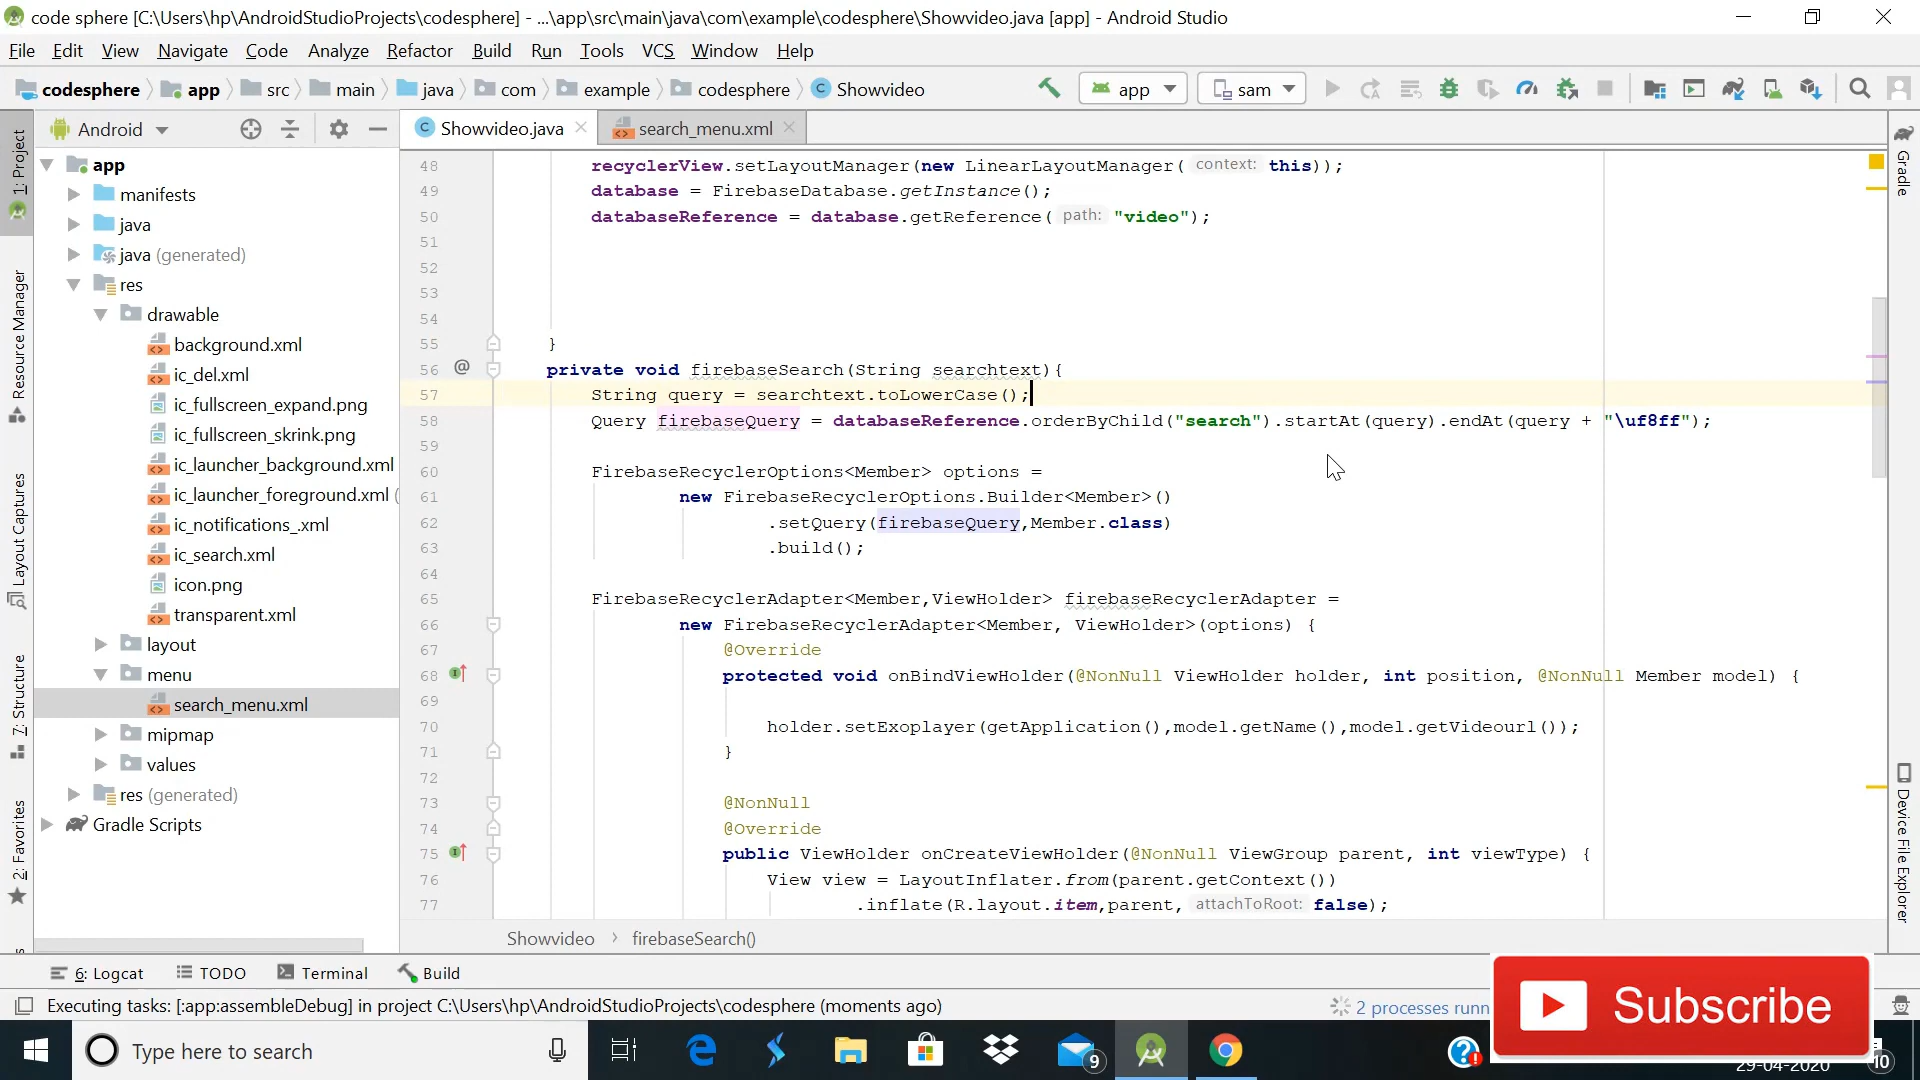 code sphere [C:\Users\hp\AndroidStudioProjects\codesphere] - ...\app\src\main\java\com\example\codesphere\Showvideo.java [app] - Android Studio
File Edit View Navigate Code Analyze Refactor Build Run Tools VCS Window Help
codesphere app src main java com example codesphere Showvideo app sam
Android
Showvideo.java search_menu.xml
1: Project
Resource Manager
Layout Captures
7: Structure
2: Favorites
app
manifests
java
java (generated)
res
drawable
background.xml
ic_del.xml
ic_fullscreen_expand.png
ic_fullscreen_skrink.png
ic_launcher_background.xml
ic_launcher_foreground.xml (
ic_notifications_.xml
ic_search.xml
icon.png
transparent.xml
layout
menu
search_menu.xml
mipmap
values
res (generated)
Gradle Scripts
48 recyclerView.setLayoutManager(new LinearLayoutManager( context: this));
49 database = FirebaseDatabase.getInstance();
50 databaseReference = database.getReference( path: "video");
51
52
53
54
55 }
56 @ private void firebaseSearch(String searchtext){
57 String query = searchtext.toLowerCase();
58 Query firebaseQuery = databaseReference.orderByChild("search").startAt(query).endAt(query + "\uf8ff");
59
60 FirebaseRecyclerOptions<Member> options =
61 new FirebaseRecyclerOptions.Builder<Member>()
62 .setQuery(firebaseQuery,Member.class)
63 .build();
64
65 FirebaseRecyclerAdapter<Member,ViewHolder> firebaseRecyclerAdapter =
66 new FirebaseRecyclerAdapter<Member, ViewHolder>(options) {
67 @Override
68 protected void onBindViewHolder(@NonNull ViewHolder holder, int position, @NonNull Member model) {
69
70 holder.setExoplayer(getApplication(),model.getName(),model.getVideourl());
71 }
72
73 @NonNull
74 @Override
75 public ViewHolder onCreateViewHolder(@NonNull ViewGroup parent, int viewType) {
76 View view = LayoutInflater.from(parent.getContext())
77 .inflate(R.layout.item,parent, attachToRoot: false);
Gradle
Device File Explorer
Showvideo firebaseSearch()
6: Logcat TODO Terminal Build
Executing tasks: [:app:assembleDebug] in project C:\Users\hp\AndroidStudioProjects\codesphere (moments ago)
2 processes runn
Subscribe
Type here to search
9
29-04-2020
10